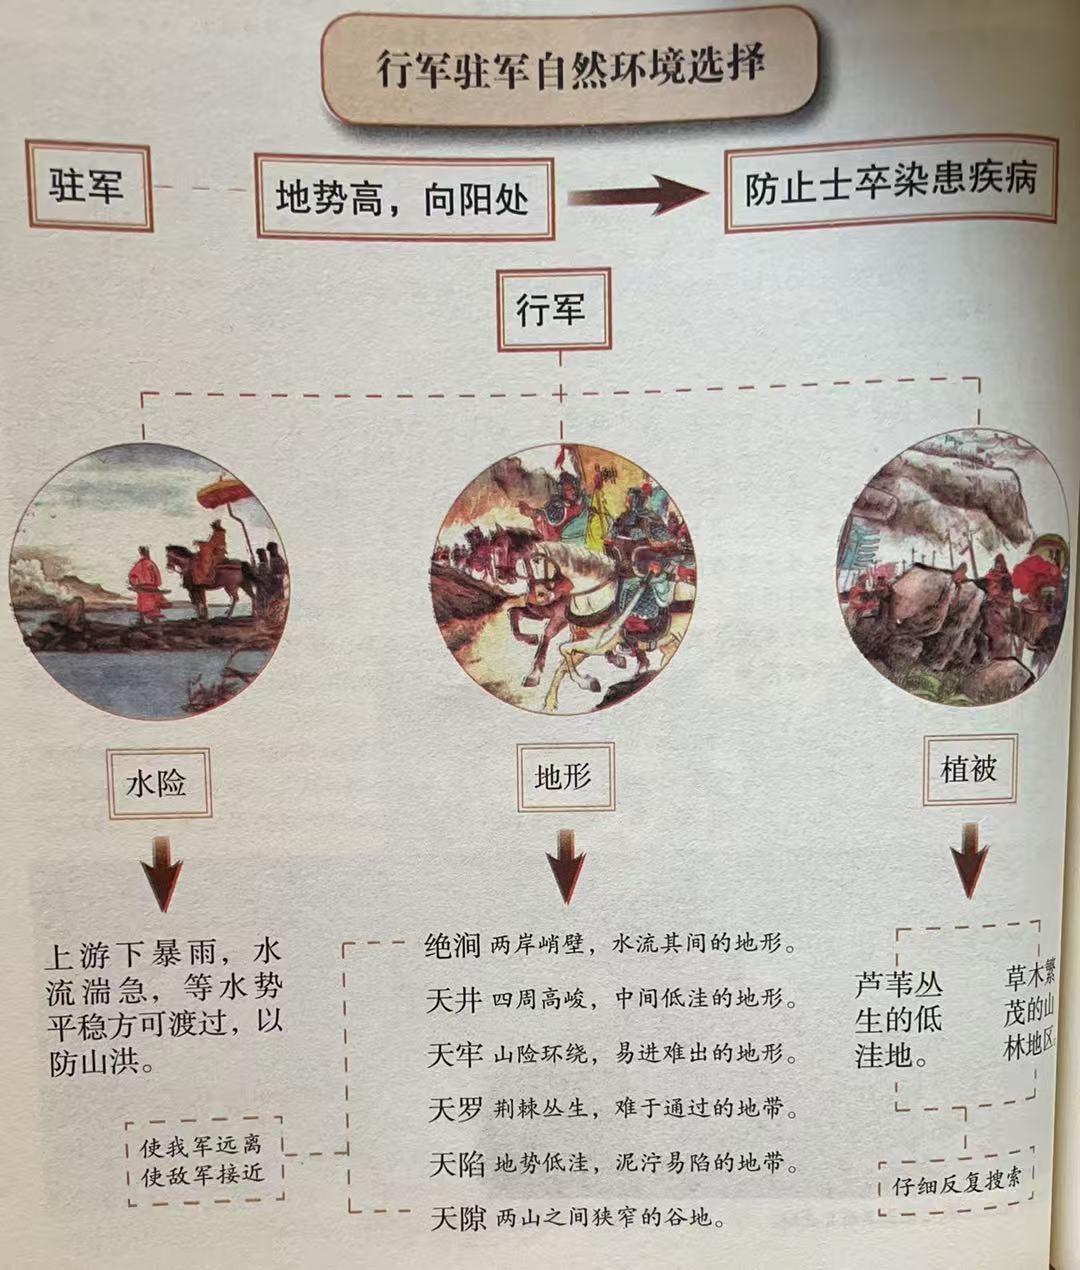 行军驻军自然环境选择
驻军
地势高，向阳处
防止士卒染患疾病
行军
水险
地形
植被
上游下暴雨，水
流湍急，等水势
平稳方可渡过，以
防山洪。
绝涧 两岸峭壁，水流其间的地形。
天井 四周高峻，中间低洼的地形。
天牢 山险环绕，易进难出的地形。
天罗 荆棘丛生，难于通过的地带。
天陷 地势低洼，泥泞易陷的地带。
天隙 两山之间狭窄的谷地。
使我军远离
使敌军接近
芦苇丛
生的低
洼地。
草木繁
茂的山
林地区。
仔细反复搜索